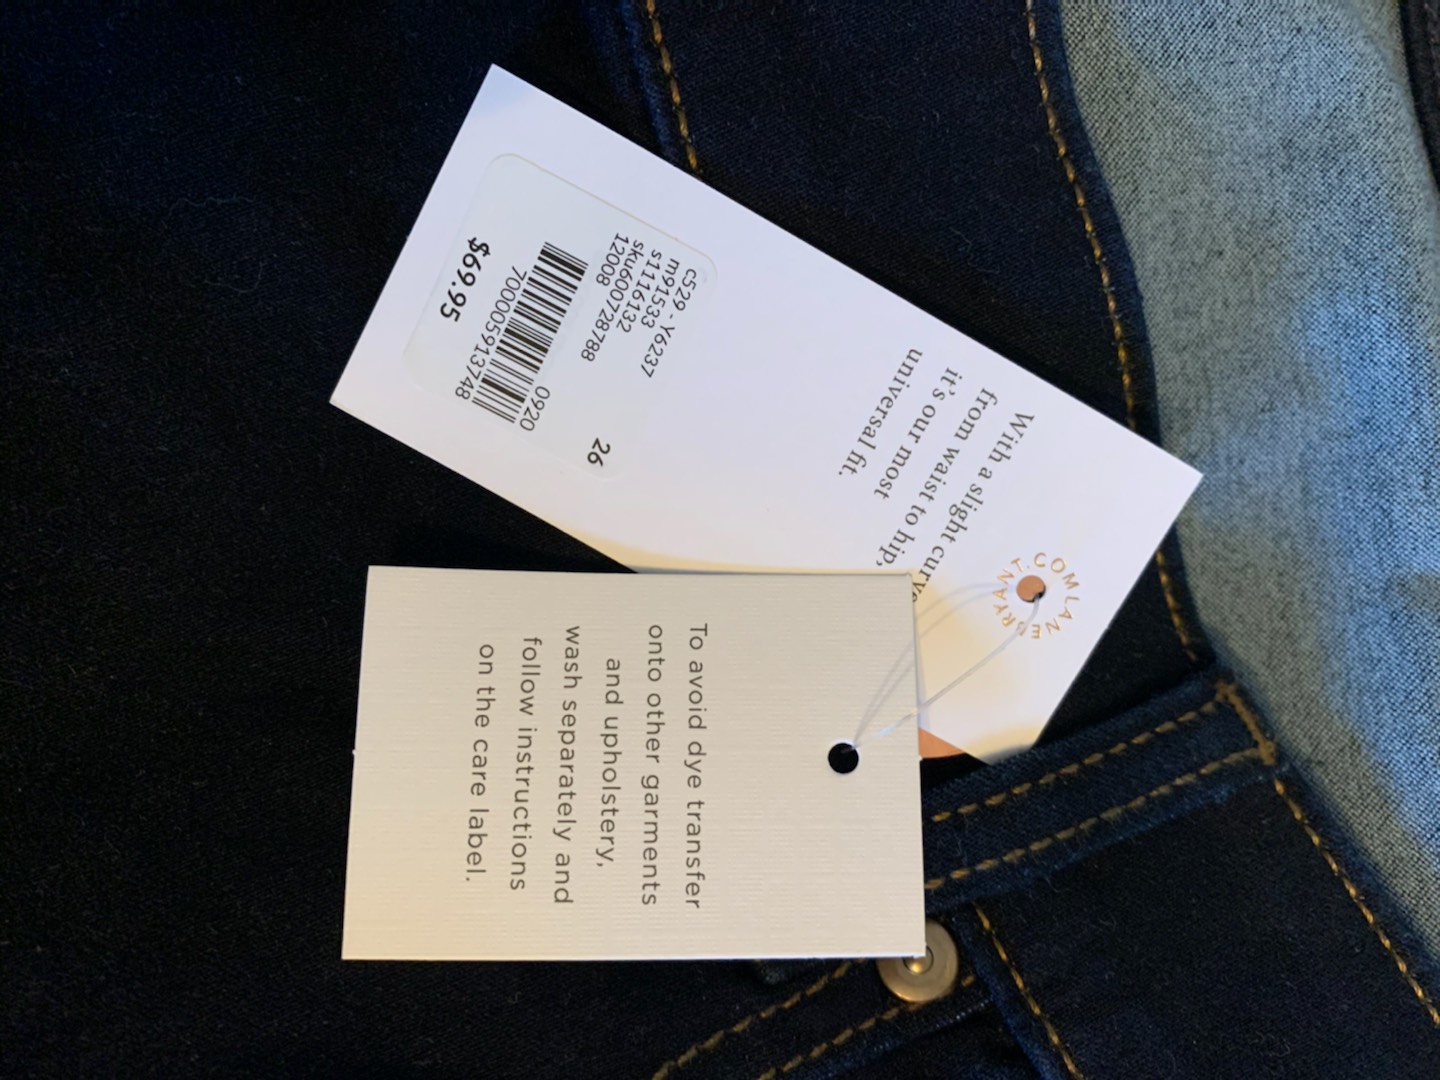 LANEBRYANT.COM
With a slight curve
from waist to hip,
it's our most
universal fit.
c529 - Y6237
m91533
s1116132
sku600728788
12008
0920
26
700005913748
$69.95
To avoid dye transfer
onto other garments
and upholstery,
wash separately and
follow instructions
on the care label.